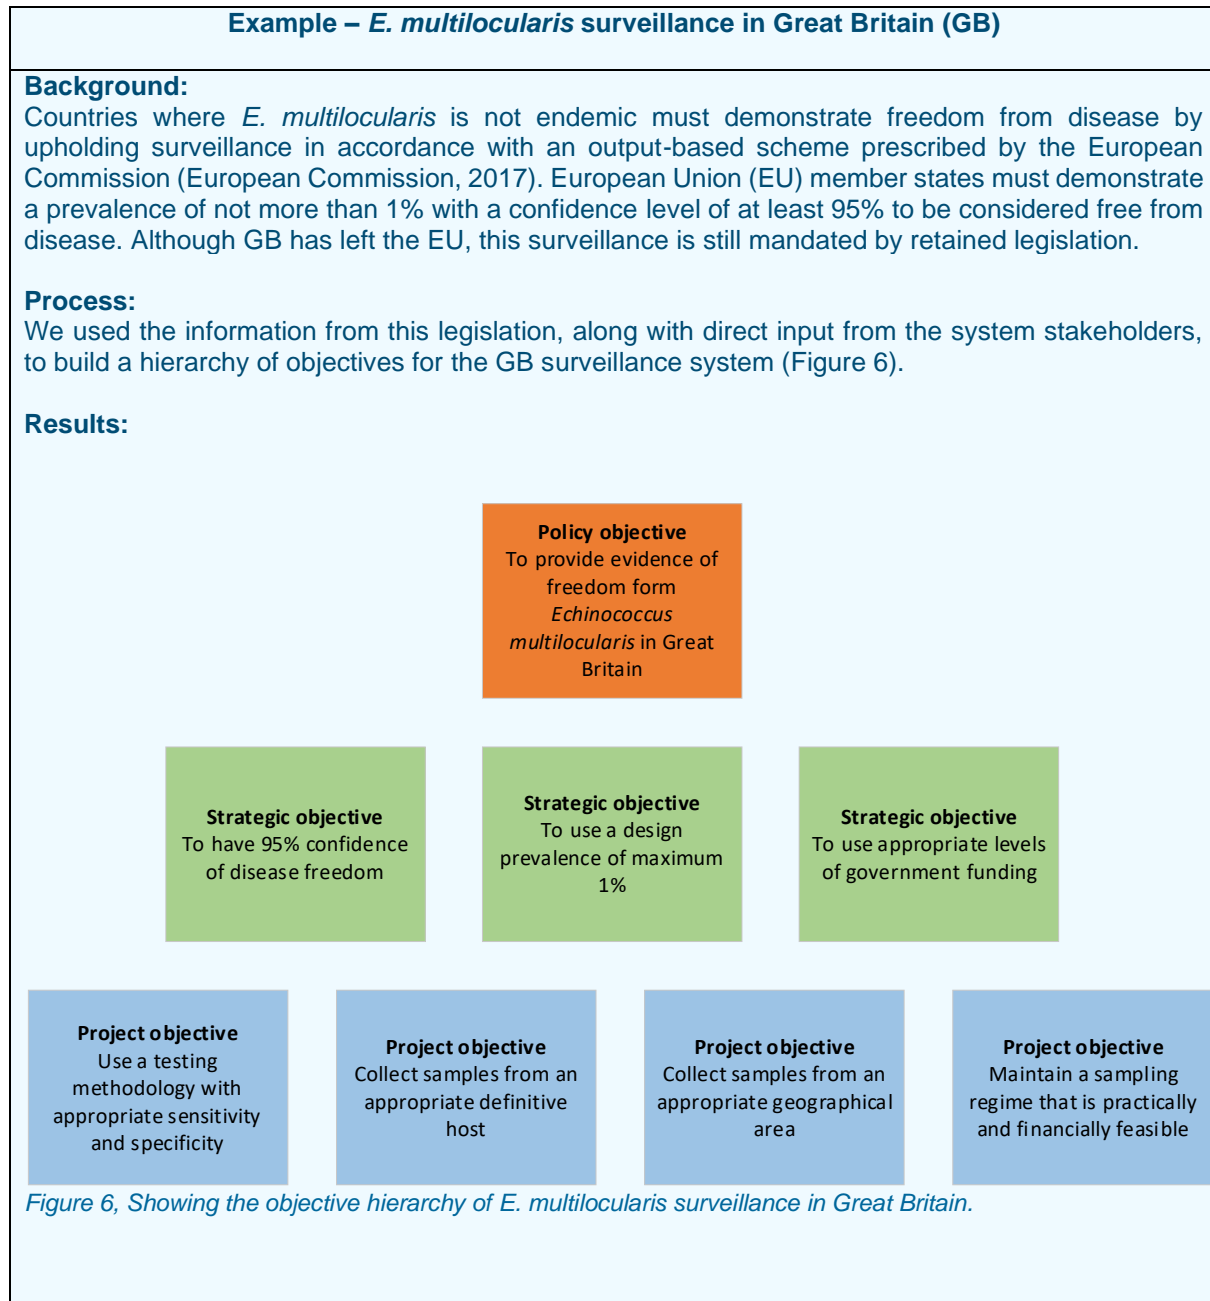 Example – E. multilocularis surveillance in Great Britain (GB)
Background:
Countries where E. multilocularis is not endemic must demonstrate freedom from disease by
upholding surveillance in accordance with an output-based scheme prescribed by the European
Commission (European Commission, 2017). European Union (EU) member states must demonstrate
a prevalence of not more than 1% with a confidence level of at least 95% to be considered free from
disease. Although GB has left the EU, this surveillance is still mandated by retained legislation.
Process:
We used the information from this legislation, along with direct input from the system stakeholders,
to build a hierarchy of objectives for the GB surveillance system (Figure 6).
Results:
Policy objective
To provide evidence of
freedom form
Echinococcus
multilocularis in Great
Britain
Strategic objective
To have 95% confidence
of disease freedom
Strategic objective
To use a design
prevalence of maximum
1%
Strategic objective
To use appropriate levels
of government funding
Project objective
Use a testing
methodology with
appropriate sensitivity
and specificity
Project objective
Collect samples from an
appropriate definitive
host
Project objective
Collect samples from an
appropriate geographical
area
Project objective
Maintain a sampling
regime that is practically
and financially feasible
Figure 6, Showing the objective hierarchy of E. multilocularis surveillance in Great Britain.